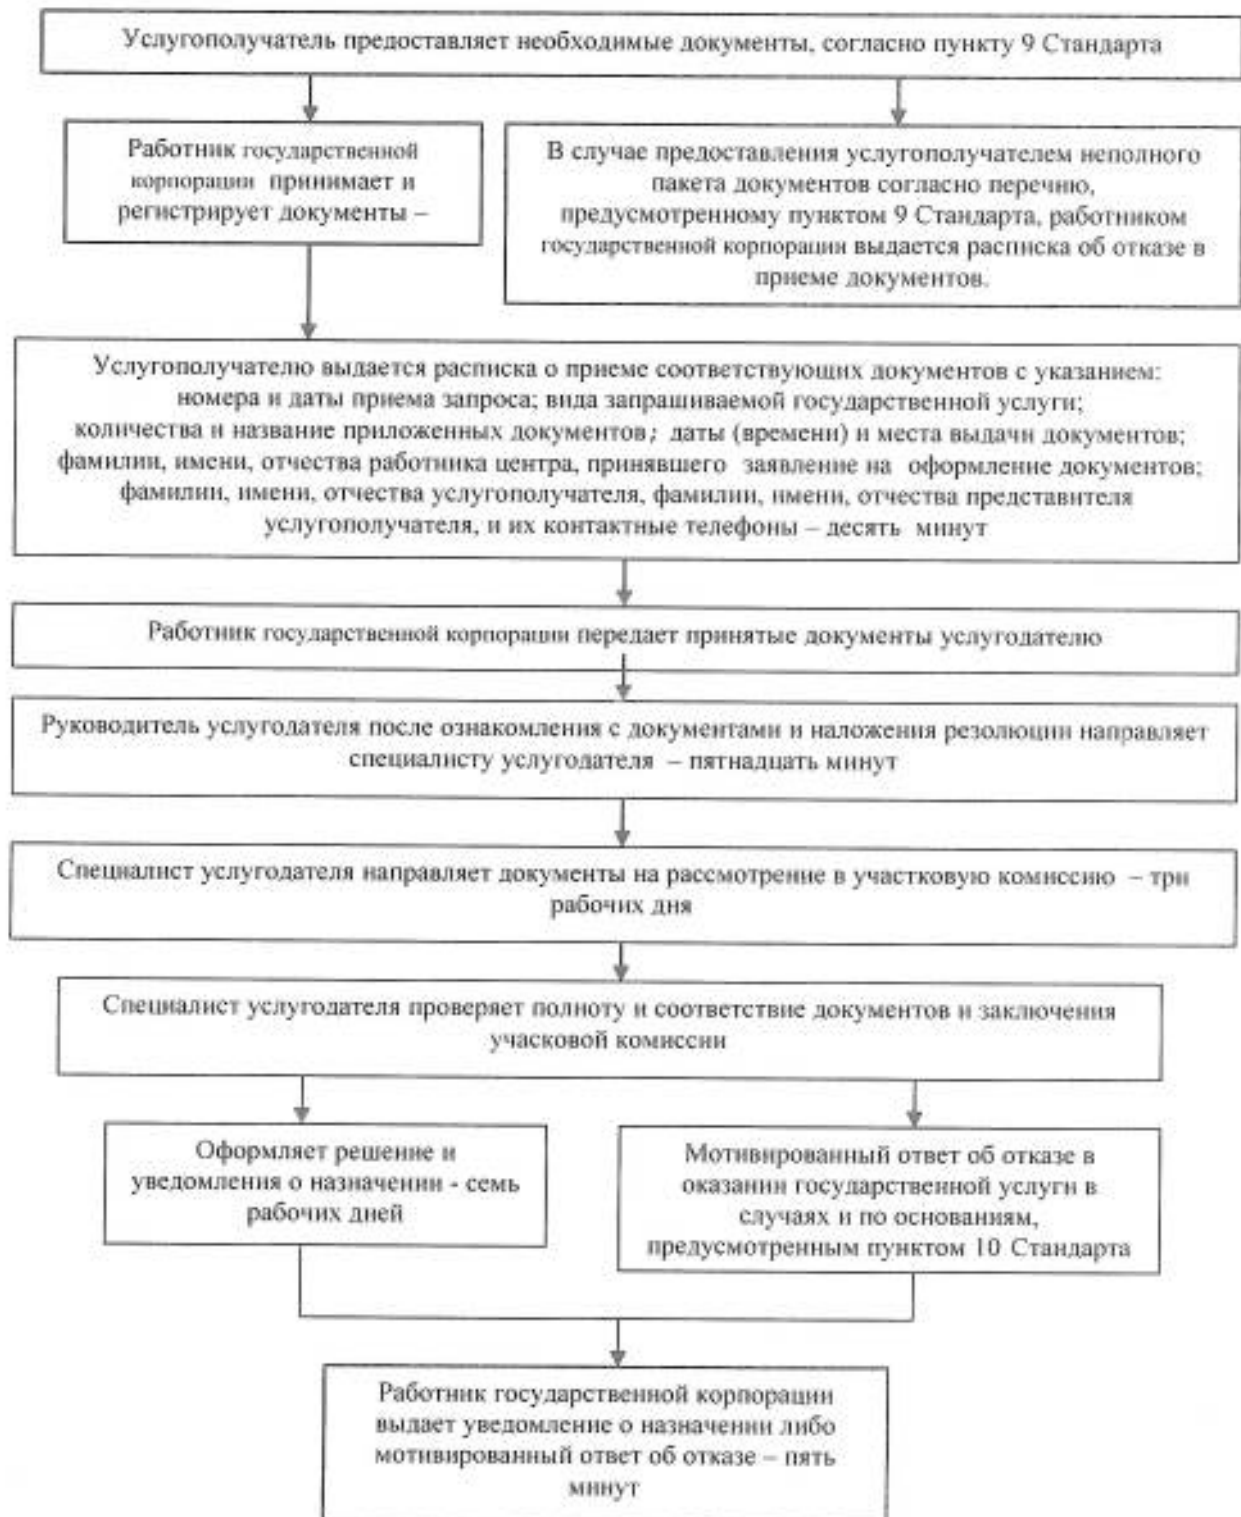 Услугополучатель предоставляет необходимые документы, согласно пункту 9 Стандарта
Работник государственной
корпорации принимает и
регистрирует документы –
В случае предоставления услугополучателем неполного
пакета документов согласно перечню,
предусмотренному пунктом 9 Стандарта, работником
государственной корпорации выдается расписка об отказе в
приеме документов.
Услугополучателю выдается расписка о приеме соответствующих документов с указанием:
номера и даты приема запроса; вида запрашиваемой государственной услуги;
количества и название приложенных документов; даты (времени) и места выдачи документов;
фамилии, имени, отчества работника центра, принявшего заявление на оформление документов;
фамилии, имени, отчества услугополучателя, фамилии, имени, отчества представителя
услугополучателя, и их контактные телефоны – десять минут
Работник государственной корпорации передает принятые документы услугодателю
Руководитель услугодателя после ознакомления с документами и наложения резолюции направляет
специалисту услугодателя – пятнадцать минут
Специалист услугодателя направляет документы на рассмотрение в участковую комиссию – три
рабочих дня
Специалист услугодателя проверяет полноту и соответствие документов и заключения
учасковой комиссии
Оформляет решение и
уведомления о назначении - семь
рабочих дней
Мотивированный ответ об отказе в
оказании государственной услуги в
случаях и по основаниям,
предусмотренным пунктом 10 Стандарта
Работник государственной корпорации
выдает уведомление о назначении либо
мотивированный ответ об отказе – пять
минут